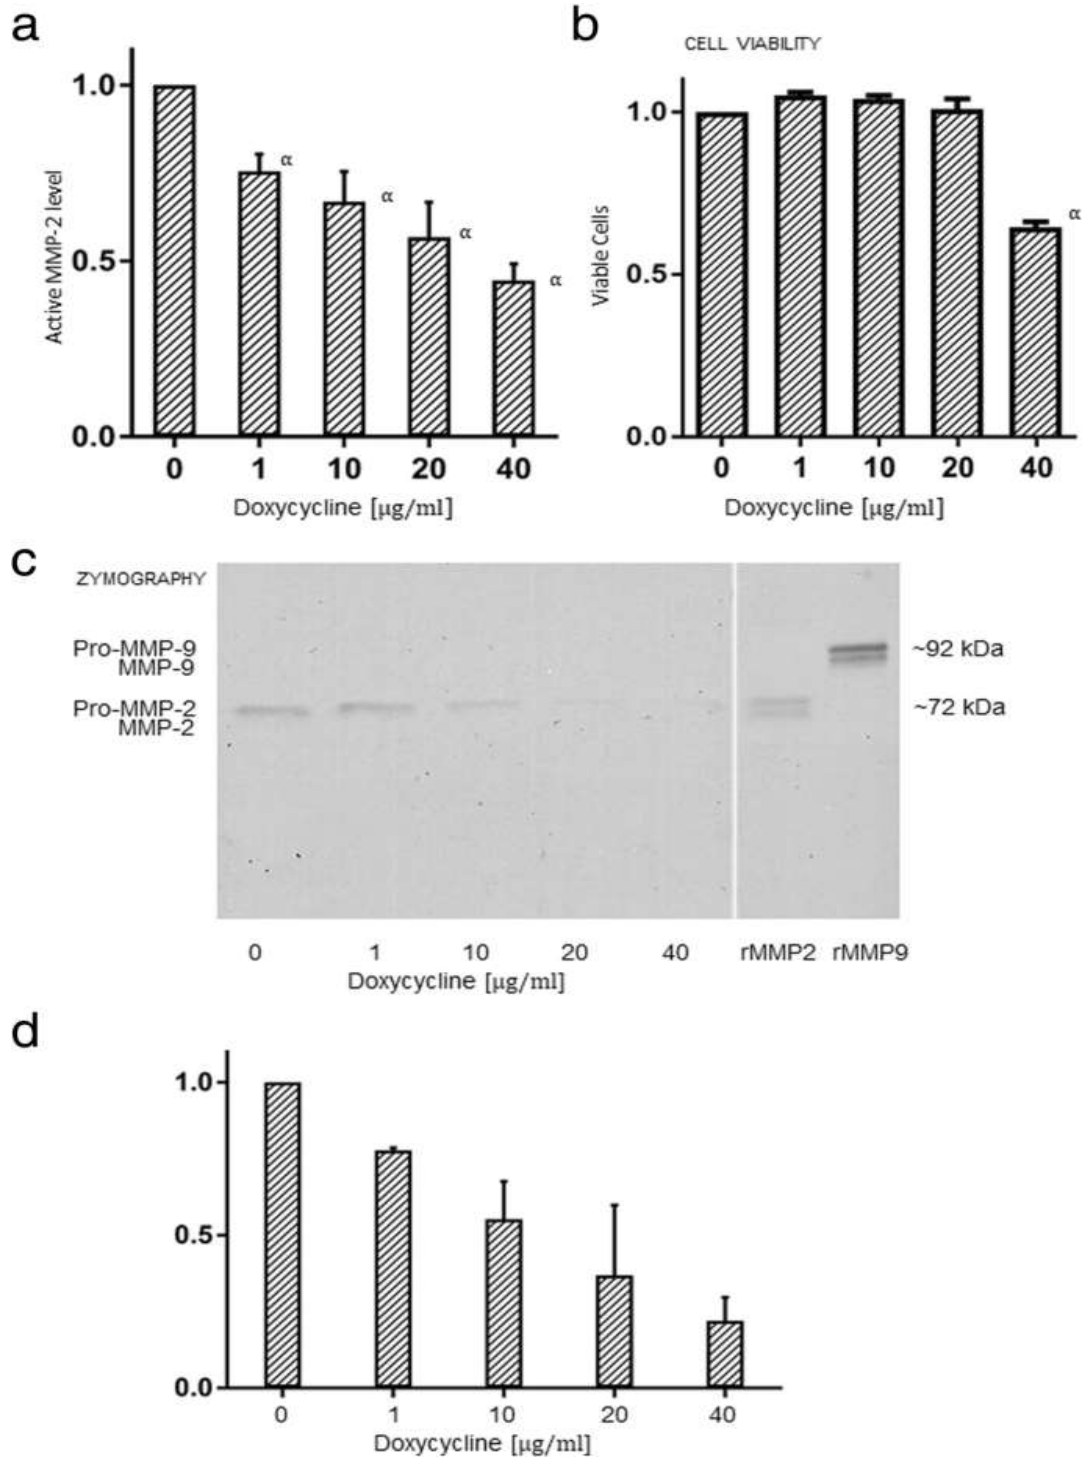 a
1.0
0.5
0.0
Active MMP-2 level
α
α
α
α
0 1 10 20 40
Doxycycline [µg/ml]
b
CELL VIABILITY
1.0
0.5
0.0
Viable Cells
α
0 1 10 20 40
Doxycycline [µg/ml]
c
ZYMOGRAPHY
Pro-MMP-9
MMP-9
Pro-MMP-2
MMP-2
~92 kDa
~72 kDa
0 1 10 20 40 rMMP2 rMMP9
Doxycycline [µg/ml]
d
1.0
0.5
0.0
0 1 10 20 40
Doxycycline [µg/ml]